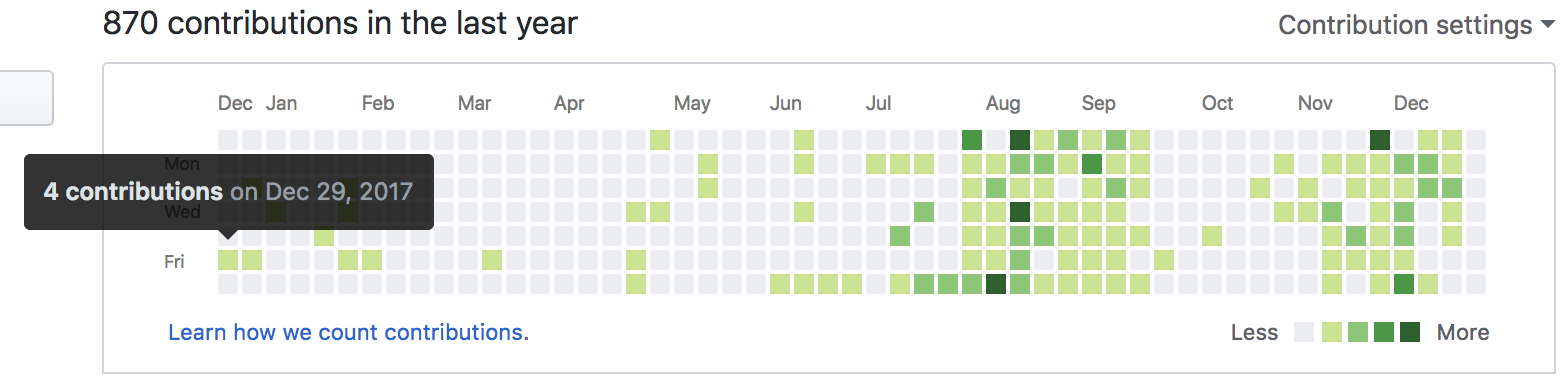 870 contributions in the last year
Contribution settings
Dec Jan Feb Mar Apr May Jun Jul Aug Sep Oct Nov Dec
Mon
4 contributions on Dec 29, 2017
Wed
Fri
Learn how we count contributions.
Less More